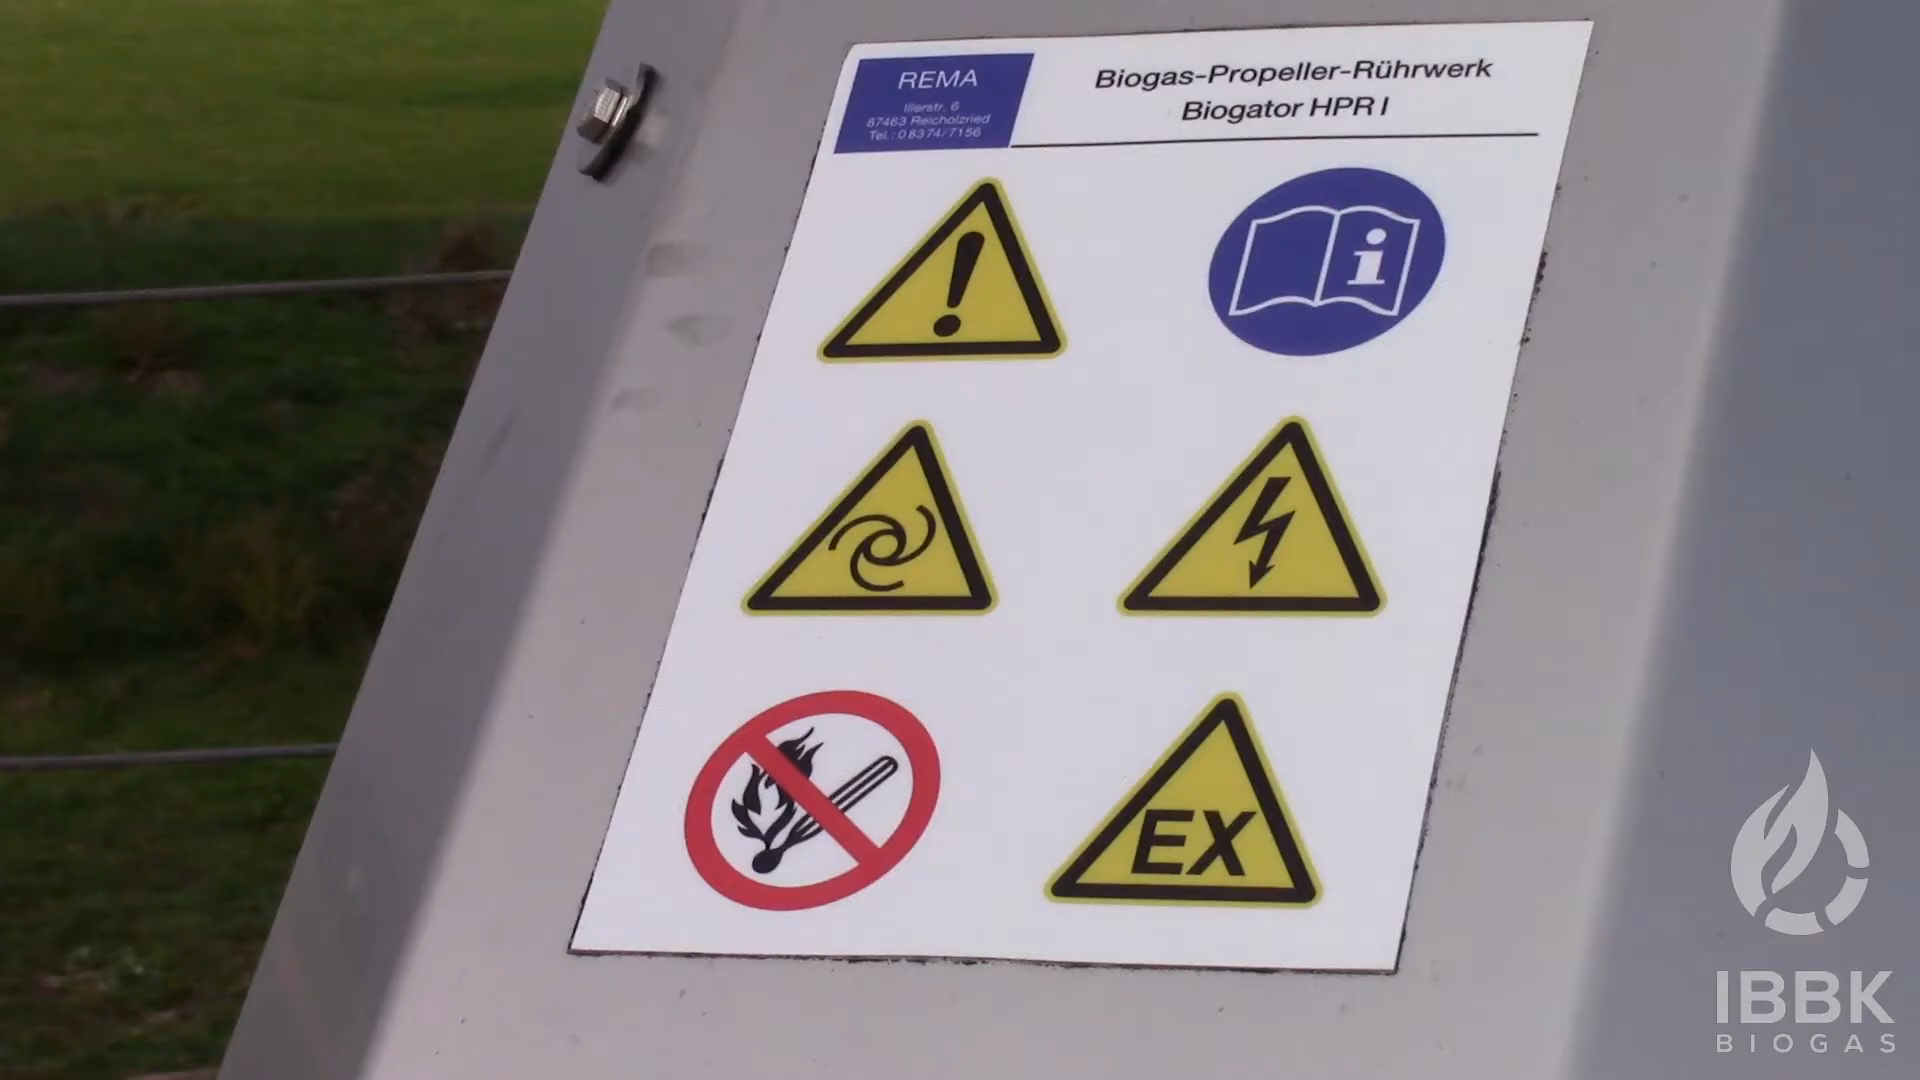 REMA
Illerstr. 6
87463 Reicholzried
Tel.: 08374/7156
Biogas-Propeller-Rührwerk
Biogator HPR I
i
EX
IBBK
BIOGAS